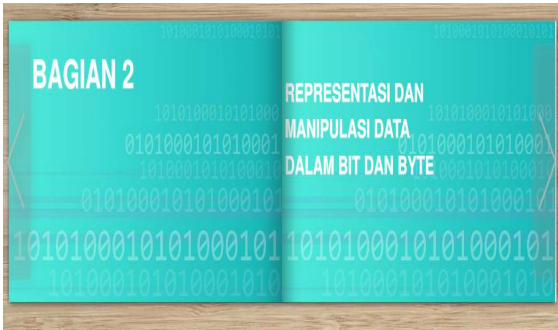 BAGIAN 2
REPRESENTASI DAN
MANIPULASI DATA
DALAM BIT DAN BYTE